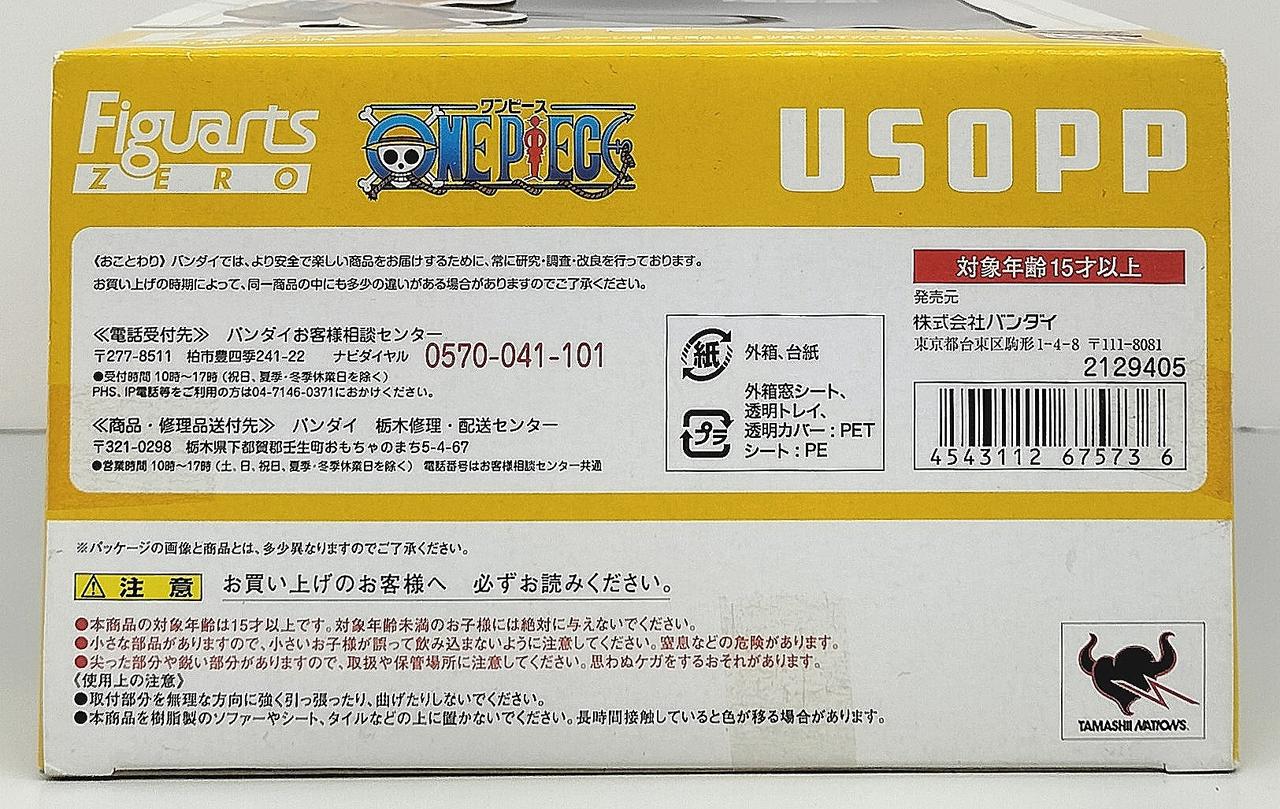 Figuarts
ZERO
ワンピース
ONE PIECE
USOPP
《おことわり》バンダイでは、より安全で楽しい商品をお届けするために、常に研究・調査・改良を行っております。
お買い上げの時期によって、同一商品の中にも多少の違いがある場合がありますのでご了承ください。
≪電話受付先≫ バンダイお客様相談センター
〒277-8511 柏市豊四季241-22 ナビダイヤル 0570-041-101
●受付時間 10時〜17時(祝日、夏季・冬季休業日を除く)
PHS、IP電話等をご利用の方は04-7146-0371におかけください。
≪商品・修理品送付先≫ バンダイ 栃木修理・配送センター
〒321-0298 栃木県下都賀郡壬生町おもちゃのまち5-4-67
●営業時間 10時〜17時(土、日、祝日、夏季・冬季休業日を除く) 電話番号はお客様相談センター共通
紙
外箱、台紙
プラ
外箱窓シート、
透明トレイ、
透明カバー:PET
シート:PE
対象年齢15才以上
発売元
株式会社バンダイ
東京都台東区駒形1-4-8 〒111-8081
2129405
4543112 67573 6
※パッケージの画像と商品とは、多少異なりますのでご了承ください。
注 意 お買い上げのお客様へ 必ずお読みください。
●本商品の対象年齢は15才以上です。対象年齢未満のお子様には絶対に与えないでください。
●小さな部品がありますので、小さいお子様が誤って飲み込まないように注意してください。窒息などの危険があります。
●尖った部分や鋭い部分がありますので、取扱や保管場所に注意してください。思わぬケガをするおそれがあります。
《使用上の注意》
●取付部分を無理な方向に強く引っ張ったり、曲げたりしないでください。
●本商品を樹脂製のソファーやシート、タイルなどの上に置かないでください。長時間接触していると色が移る場合があります。
TAMASHII NATIONS